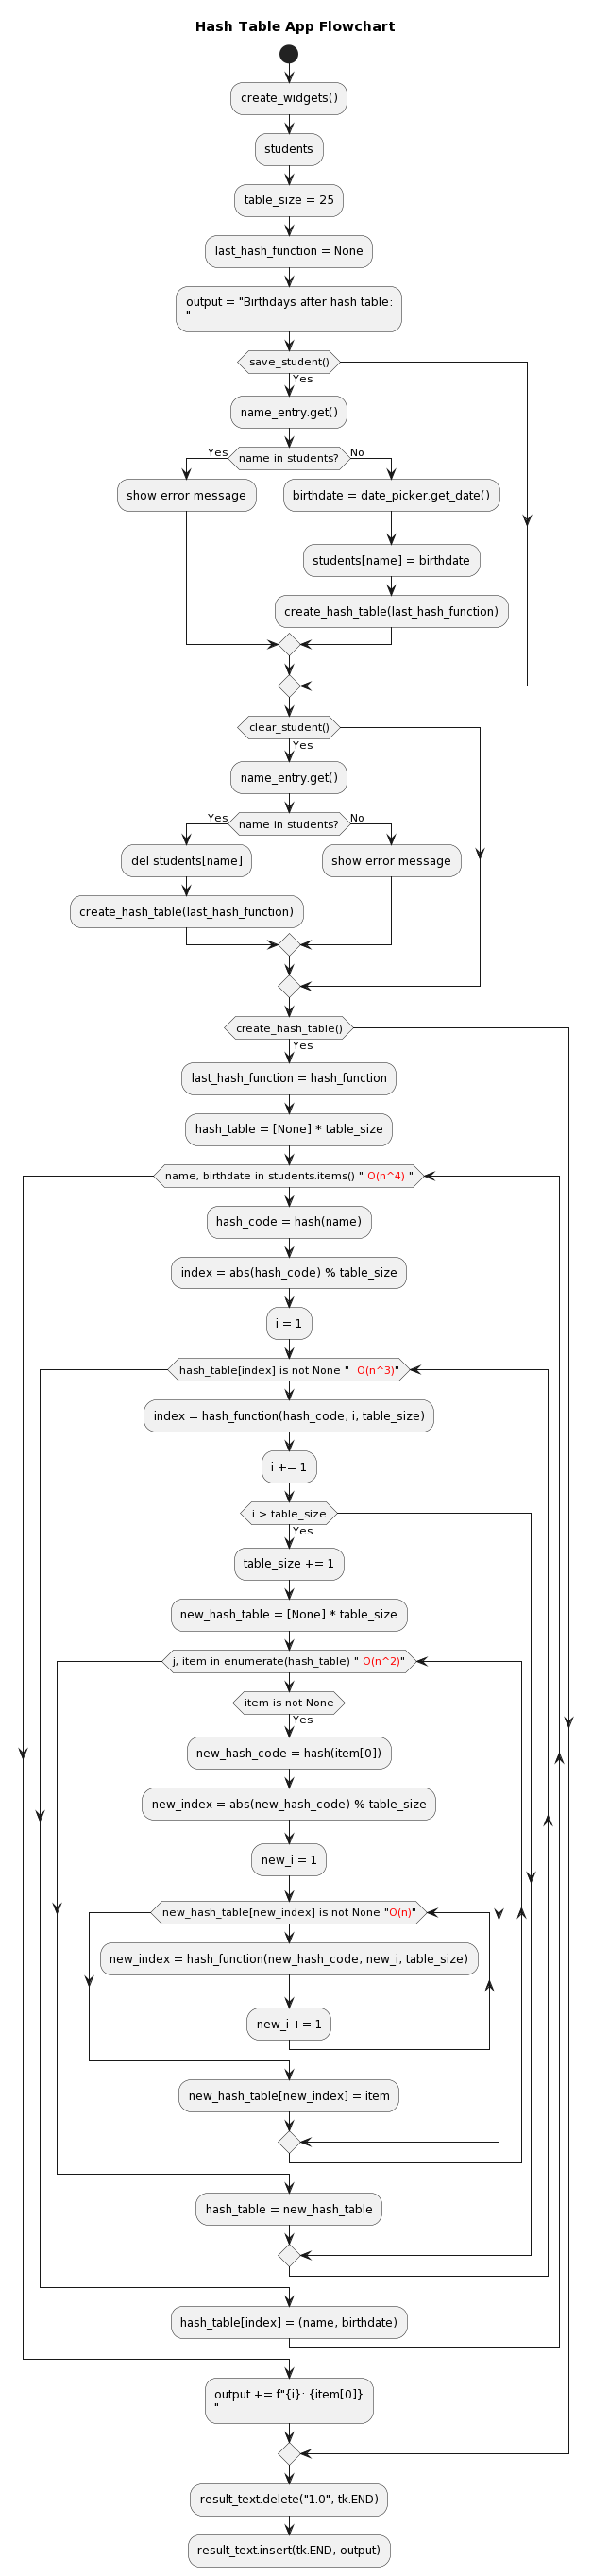 Hash Table App Flowchart
create_widgets()
students
table_size = 25
last_hash_function = None
output = "Birthdays after hash table:
"
save_student()
Yes
name_entry.get()
Yes
name in students?
No
show error message
birthdate = date_picker.get_date()
students[name] = birthdate
create_hash_table(last_hash_function)
clear_student()
Yes
name_entry.get()
Yes
name in students?
No
del students[name]
show error message
create_hash_table(last_hash_function)
create_hash_table()
Yes
last_hash_function = hash_function
hash_table = [None] * table_size
name, birthdate in students.items() " O(n^4) "
hash_code = hash(name)
index = abs(hash_code) % table_size
i = 1
hash_table[index] is not None "  O(n^3)"
index = hash_function(hash_code, i, table_size)
i += 1
i > table_size
Yes
table_size += 1
new_hash_table = [None] * table_size
j, item in enumerate(hash_table) " O(n^2)"
item is not None
Yes
new_hash_code = hash(item[0])
new_index = abs(new_hash_code) % table_size
new_i = 1
new_hash_table[new_index] is not None "O(n)"
new_index = hash_function(new_hash_code, new_i, table_size)
new_i += 1
new_hash_table[new_index] = item
hash_table = new_hash_table
hash_table[index] = (name, birthdate)
output += f"{i}: {item[0]}
"
result_text.delete("1.0", tk.END)
result_text.insert(tk.END, output)